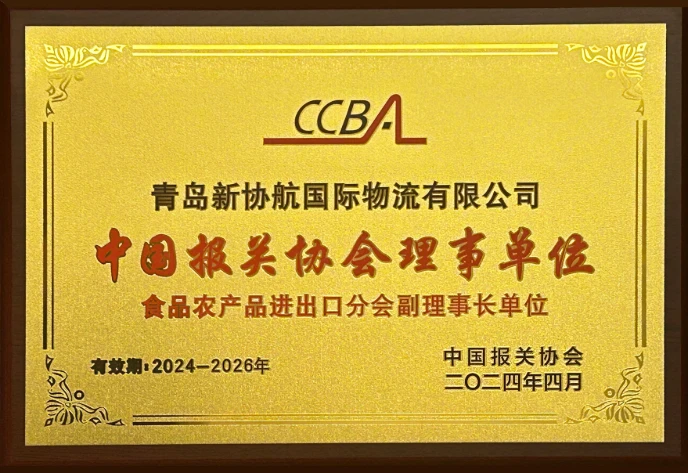 CCBA
青岛新协航国际物流有限公司
中国报关协会理事单位
食品农产品进出口分会副理事长单位
有效期:2024—2026年
中国报关协会
二〇二四年四月